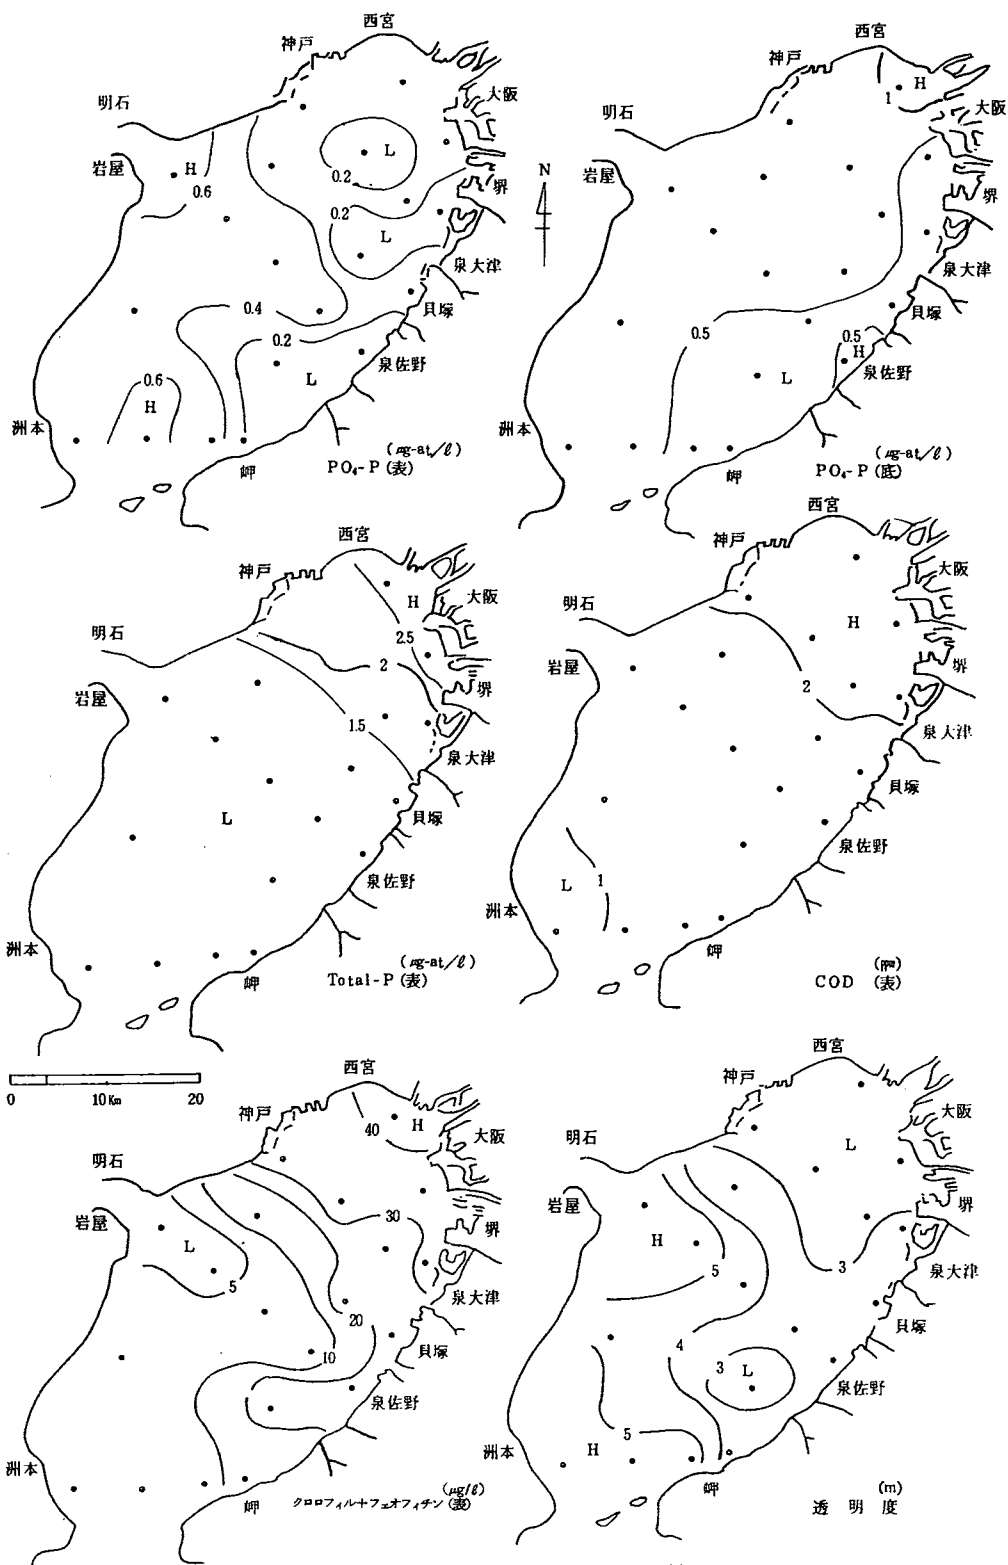 西宮
神戸
大阪
明石
岩屋
H
L
0.6
0.2
堺
0.2
L
泉大津
0.4
貝塚
0.2
泉佐野
L
0.6
H
洲本
岬
(μg-at/ℓ)
PO₄-P (表)
N
西宮
神戸
H
1
大阪
明石
岩屋
堺
泉大津
貝塚
0.5
0.5
H
L
泉佐野
洲本
岬
(μg-at/ℓ)
PO₄-P (底)
西宮
神戸
H
大阪
明石
2.5
2
堺
岩屋
1.5
泉大津
L
貝塚
泉佐野
洲本
岬
(μg-at/ℓ)
Total-P (表)
西宮
神戸
大阪
明石
H
堺
岩屋
2
泉大津
貝塚
泉佐野
L
1
洲本
岬
(ppm)
COD (表)
0 10Km 20
西宮
神戸
H
40
大阪
明石
岩屋
30
堺
L
5
泉大津
20
10
貝塚
泉佐野
洲本
岬
(μg/ℓ)
クロロフィル+フェオフィチン (表)
西宮
神戸
大阪
明石
L
岩屋
堺
H
5
3
泉大津
貝塚
4
3
L
泉佐野
5
H
洲本
岬
(m)
透 明 度